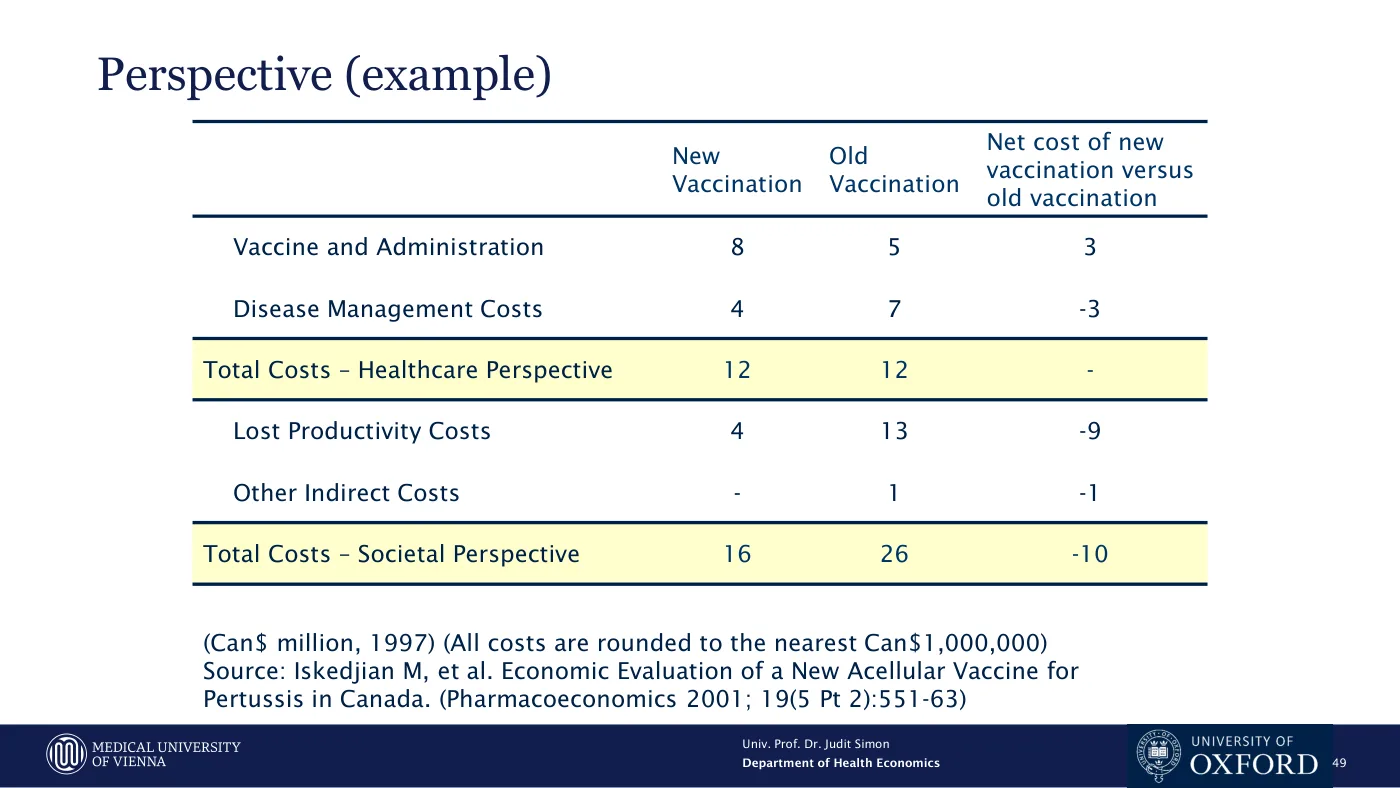 Perspective (example)
New Vaccination Old Vaccination Net cost of new vaccination versus old vaccination
Vaccine and Administration 8 5 3
Disease Management Costs 4 7 -3
Total Costs – Healthcare Perspective 12 12 -
Lost Productivity Costs 4 13 -9
Other Indirect Costs - 1 -1
Total Costs – Societal Perspective 16 26 -10
(Can$ million, 1997) (All costs are rounded to the nearest Can$1,000,000)
Source: Iskedjian M, et al. Economic Evaluation of a New Acellular Vaccine for
Pertussis in Canada. (Pharmacoeconomics 2001; 19(5 Pt 2):551-63)
MEDICAL UNIVERSITY
OF VIENNA
Univ. Prof. Dr. Judit Simon
Department of Health Economics
UNIVERSITY OF
OXFORD
49